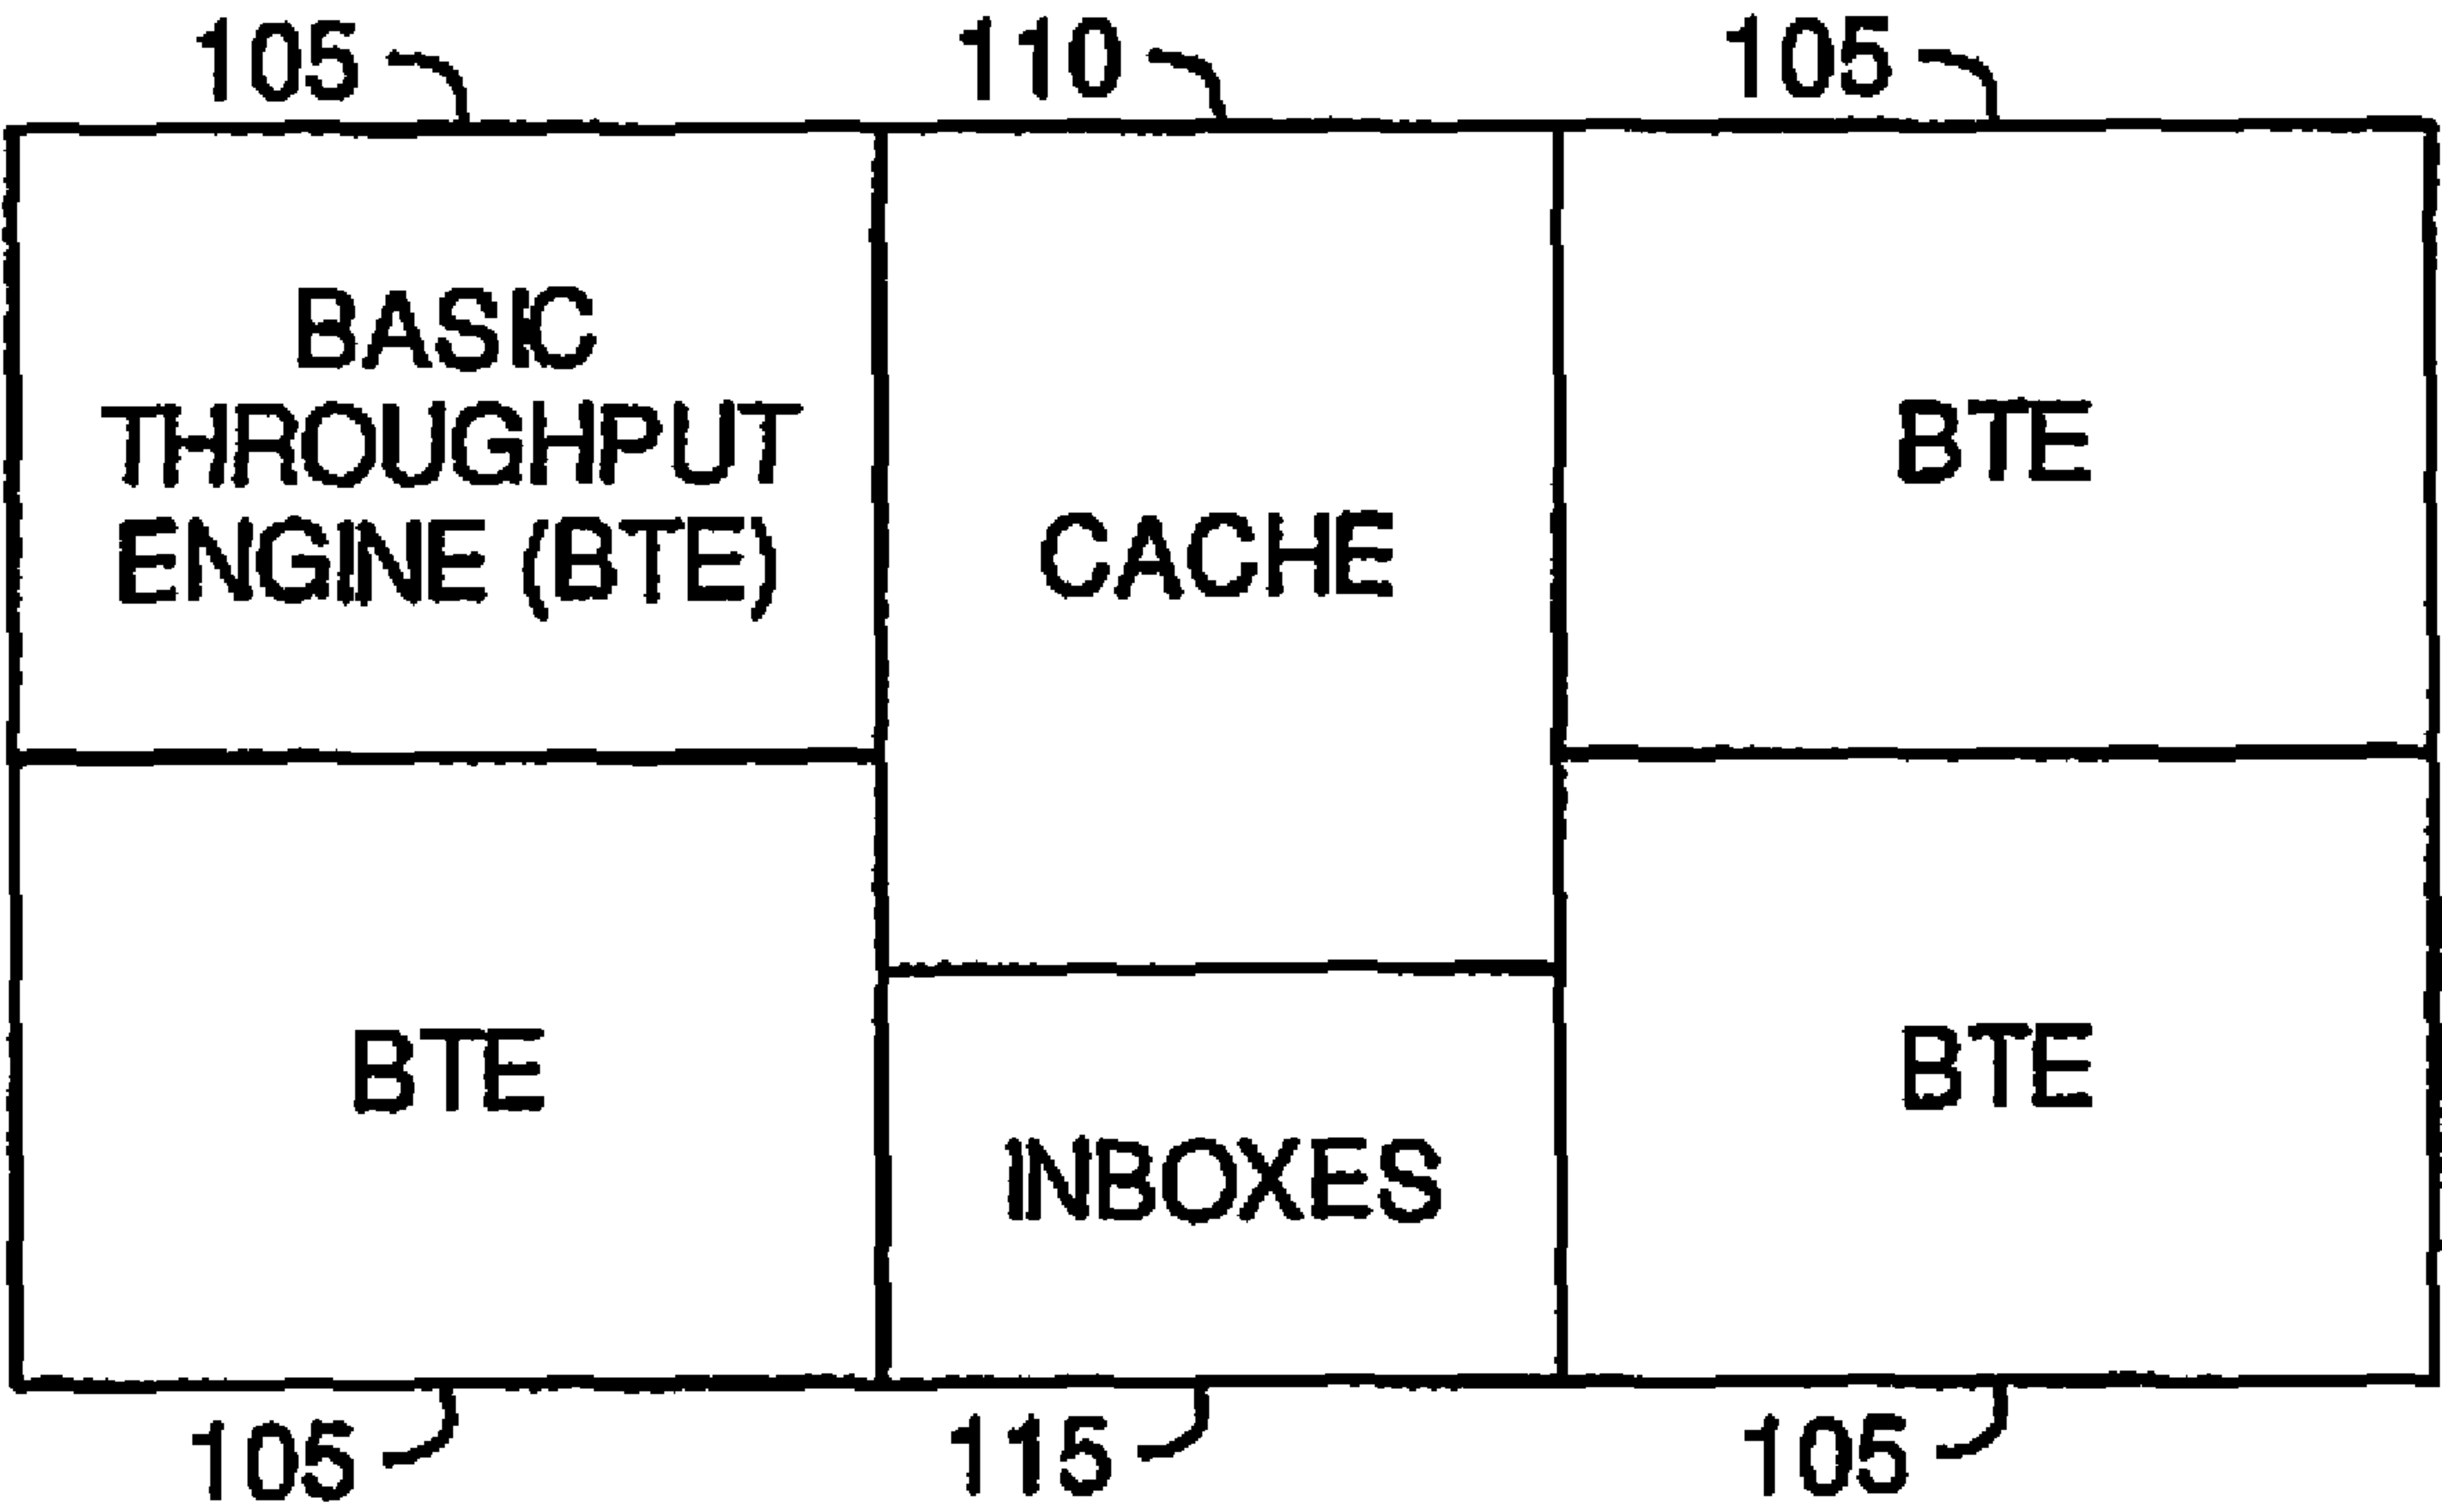 105
110
105
BASIC
THROUGHPUT
ENGINE (BTE)
CACHE
BTE
BTE
INBOXES
BTE
105
115
105